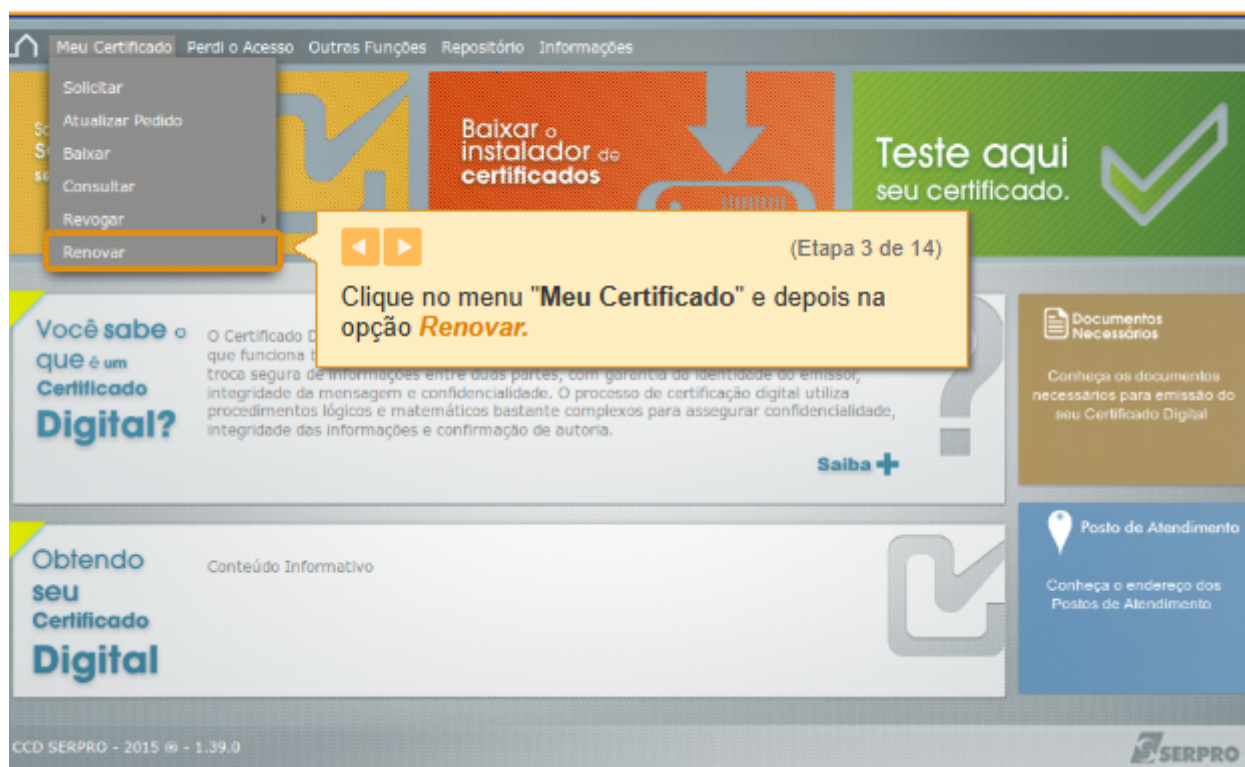 Meu Certificado Perdi o Acesso Outras Funções Repositório Informações
Solicitar
Atualizar Pedido
Baixar
Consultar
Revogar
Renovar
Baixar o
instalador de
certificados
Teste aqui
seu certificado.
(Etapa 3 de 14)
Clique no menu "Meu Certificado" e depois na
opção Renovar.
Você sabe o
que é um
Certificado
Digital?
O Certificado
que funciona
troca segura de informações entre duas partes, com garantia da identidade do emissor,
integridade da mensagem e confidencialidade. O processo de certificação digital utiliza
procedimentos lógicos e matemáticos bastante complexos para assegurar confidencialidade,
integridade das informações e confirmação de autoria.
Saiba +
Documentos
Necessários
Conheça os documentos
necessários para emissão do
seu Certificado Digital
Obtendo
seu
Certificado
Digital
Conteúdo Informativo
Posto de Atendimento
Conheça o endereço dos
Postos de Atendimento
CCD SERPRO - 2015 ® - 1.39.0
SERPRO